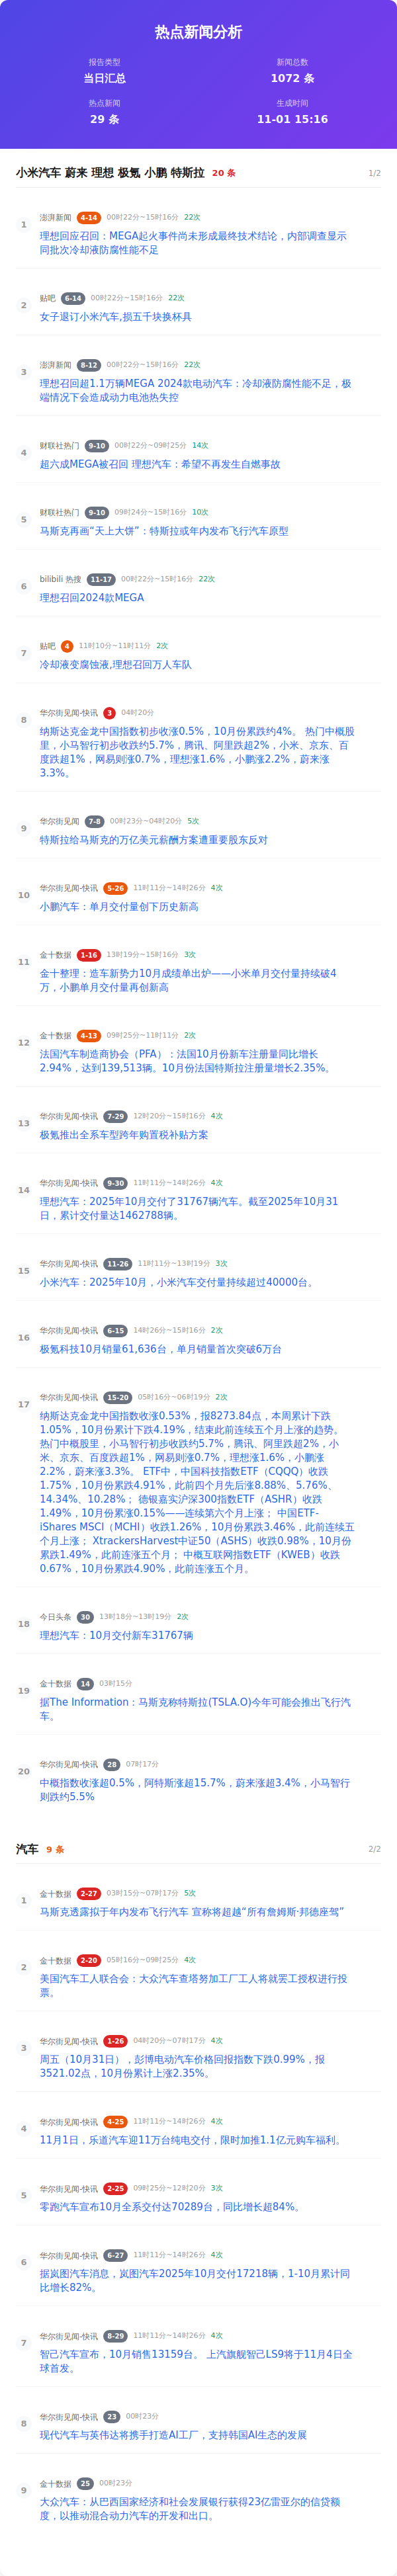 热点新闻分析
报告类型
新闻总数
当日汇总
1072 条
热点新闻
生成时间
29 条
11-01 15:16
小米汽车 蔚来 理想 极氪 小鹏 特斯拉 20 条 1/2
1
澎湃新闻 4-14 00时22分~15时16分 22次
理想回应召回：MEGA起火事件尚未形成最终技术结论，内部调查显示
同批次冷却液防腐性能不足
2
贴吧 6-14 00时22分~15时16分 22次
女子退订小米汽车,损五千块换杯具
3
澎湃新闻 8-12 00时22分~15时16分 22次
理想召回超1.1万辆MEGA 2024款电动汽车：冷却液防腐性能不足，极
端情况下会造成动力电池热失控
4
财联社热门 9-10 00时22分~09时25分 14次
超六成MEGA被召回 理想汽车：希望不再发生自燃事故
5
财联社热门 9-10 09时24分~15时16分 10次
马斯克再画“天上大饼”：特斯拉或年内发布飞行汽车原型
6
bilibili 热搜 11-17 00时22分~15时16分 22次
理想召回2024款MEGA
7
贴吧 4 11时10分~11时11分 2次
冷却液变腐蚀液,理想召回万人车队
8
华尔街见闻-快讯 3 04时20分
纳斯达克金龙中国指数初步收涨0.5%，10月份累跌约4%。 热门中概股
里，小马智行初步收跌约5.7%，腾讯、阿里跌超2%，小米、京东、百
度跌超1%，网易则涨0.7%，理想涨1.6%，小鹏涨2.2%，蔚来涨
3.3%。
9
华尔街见闻 7-8 00时23分~04时20分 5次
特斯拉给马斯克的万亿美元薪酬方案遭重要股东反对
10
华尔街见闻-快讯 5-26 11时11分~14时26分 4次
小鹏汽车：单月交付量创下历史新高
11
金十数据 1-16 13时19分~15时16分 3次
金十整理：造车新势力10月成绩单出炉——小米单月交付量持续破4
万，小鹏单月交付量再创新高
12
金十数据 4-13 09时25分~11时11分 2次
法国汽车制造商协会（PFA）：法国10月份新车注册量同比增长
2.94%，达到139,513辆。10月份法国特斯拉注册量增长2.35%。
13
华尔街见闻-快讯 7-29 12时20分~15时16分 4次
极氪推出全系车型跨年购置税补贴方案
14
华尔街见闻-快讯 9-30 11时11分~14时26分 4次
理想汽车：2025年10月交付了31767辆汽车。截至2025年10月31
日，累计交付量达1462788辆。
15
华尔街见闻-快讯 11-26 11时11分~13时19分 3次
小米汽车：2025年10月，小米汽车交付量持续超过40000台。
16
华尔街见闻-快讯 6-15 14时26分~15时16分 2次
极氪科技10月销量61,636台，单月销量首次突破6万台
17
华尔街见闻-快讯 15-20 05时16分~06时19分 2次
纳斯达克金龙中国指数收涨0.53%，报8273.84点，本周累计下跌
1.05%，10月份累计下跌4.19%，结束此前连续五个月上涨的趋势。
热门中概股里，小马智行初步收跌约5.7%，腾讯、阿里跌超2%，小
米、京东、百度跌超1%，网易则涨0.7%，理想涨1.6%，小鹏涨
2.2%，蔚来涨3.3%。 ETF中，中国科技指数ETF（CQQQ）收跌
1.75%，10月份累跌4.91%，此前四个月先后涨8.88%、5.76%、
14.34%、10.28%； 德银嘉实沪深300指数ETF（ASHR）收跌
1.49%，10月份累涨0.15%——连续第六个月上涨； 中国ETF-
iShares MSCI（MCHI）收跌1.26%，10月份累跌3.46%，此前连续五
个月上涨； XtrackersHarvest中证50（ASHS）收跌0.98%，10月份
累跌1.49%，此前连涨五个月； 中概互联网指数ETF（KWEB）收跌
0.67%，10月份累跌4.90%，此前连涨五个月。
18
今日头条 30 13时18分~13时19分 2次
理想汽车：10月交付新车31767辆
19
金十数据 14 03时15分
据The Information：马斯克称特斯拉(TSLA.O)今年可能会推出飞行汽
车。
20
华尔街见闻-快讯 28 07时17分
中概指数收涨超0.5%，阿特斯涨超15.7%，蔚来涨超3.4%，小马智行
则跌约5.5%
汽车 9 条 2/2
1
金十数据 2-27 03时15分~07时17分 5次
马斯克透露拟于年内发布飞行汽车 宣称将超越“所有詹姆斯·邦德座驾”
2
金十数据 2-20 05时16分~09时25分 4次
美国汽车工人联合会：大众汽车查塔努加工厂工人将就罢工授权进行投
票。
3
华尔街见闻-快讯 1-26 04时20分~07时17分 4次
周五（10月31日），彭博电动汽车价格回报指数下跌0.99%，报
3521.02点，10月份累计上涨2.35%。
4
华尔街见闻-快讯 4-25 11时11分~14时26分 4次
11月1日，乐道汽车迎11万台纯电交付，限时加推1.1亿元购车福利。
5
华尔街见闻-快讯 2-25 09时25分~12时20分 3次
零跑汽车宣布10月全系交付达70289台，同比增长超84%。
6
华尔街见闻-快讯 6-27 11时11分~14时26分 4次
据岚图汽车消息，岚图汽车2025年10月交付17218辆，1-10月累计同
比增长82%。
7
华尔街见闻-快讯 8-29 11时11分~14时26分 4次
智己汽车宣布，10月销售13159台。 上汽旗舰智己LS9将于11月4日全
球首发。
8
华尔街见闻-快讯 23 00时23分
现代汽车与英伟达将携手打造AI工厂，支持韩国AI生态的发展
9
金十数据 25 00时23分
大众汽车：从巴西国家经济和社会发展银行获得23亿雷亚尔的信贷额
度，以推动混合动力汽车的开发和出口。